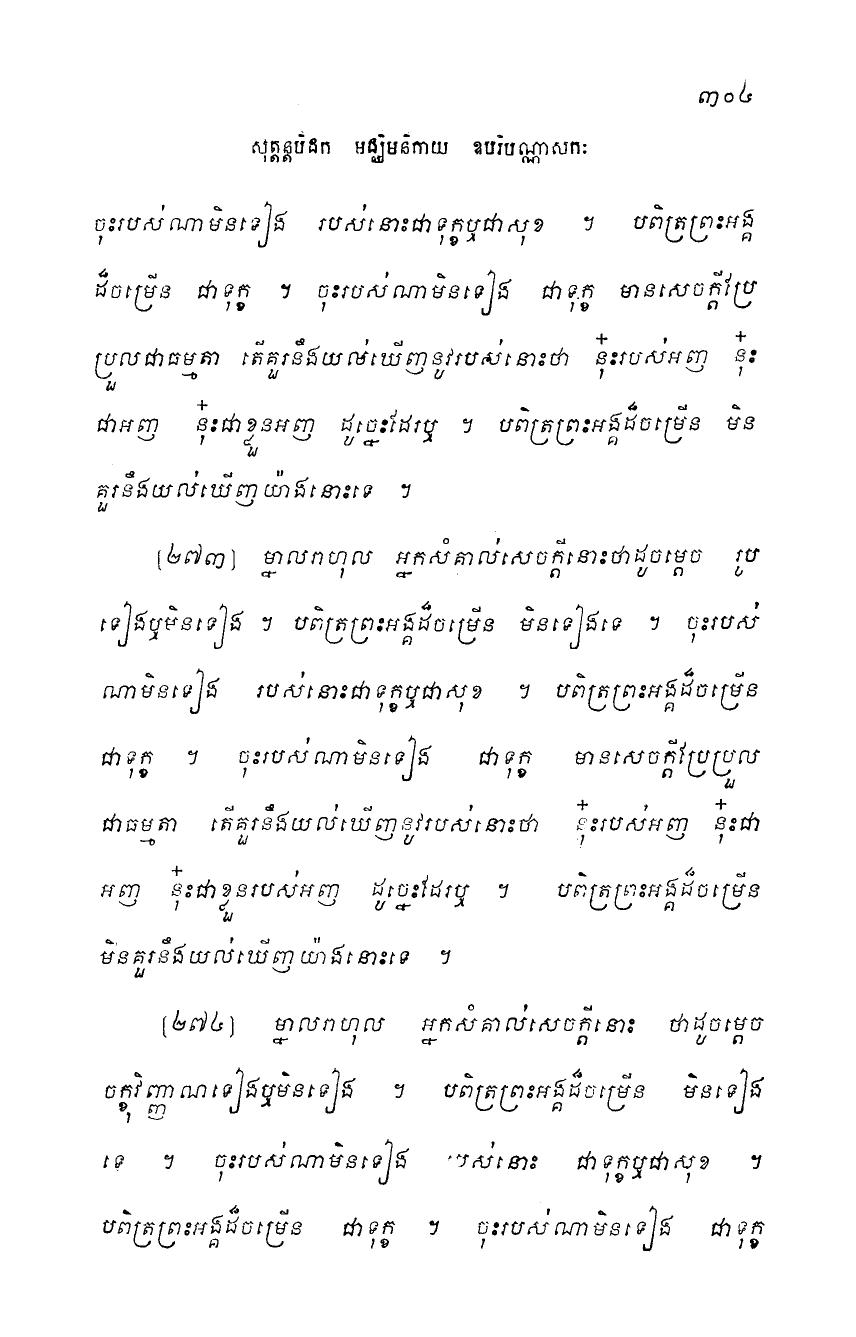 ៣០៤
សុត្តន្តបិដក មជ្ឈិមនិកាយ ឧបរិបណ្ណាសកៈ
ចុះរបស់ណាមិនទៀង របស់នោះជាទុក្ខឬជាសុខ ។ បពិត្រព្រះអង្គ
ដ៏ចម្រើន ជាទុក្ខ ។ ចុះរបស់ណាមិនទៀង ជាទុក្ខ មានសេចក្តីប្រែ
ប្រួលជាធម្មតា តើគួរនឹងយល់ឃើញនូវរបស់នោះថា នុ៎ះរបស់អញ នុ៎ះ
ជាអញ នុ៎ះជាខ្លួនអញ ដូច្នេះដែរឬ ។ បពិត្រព្រះអង្គដ៏ចម្រើន មិន
គួរនឹងយល់ឃើញយ៉ាងនោះទេ ។
[២៧៣] ម្នាលរាហុល អ្នកសំគាល់សេចក្តីនោះថាដូចម្តេច រូប
ទៀងឬមិនទៀង ។ បពិត្រព្រះអង្គដ៏ចម្រើន មិនទៀងទេ ។ ចុះរបស់
ណាមិនទៀង របស់នោះជាទុក្ខឬជាសុខ ។ បពិត្រព្រះអង្គដ៏ចម្រើន
ជាទុក្ខ ។ ចុះរបស់ណាមិនទៀង ជាទុក្ខ មានសេចក្តីប្រែប្រួល
ជាធម្មតា តើគួរនឹងយល់ឃើញនូវរបស់នោះថា នុ៎ះរបស់អញ នុ៎ះជា
អញ នុ៎ះជាខ្លួនរបស់អញ ដូច្នេះដែរឬ ។ បពិត្រព្រះអង្គដ៏ចម្រើន
មិនគួរនឹងយល់ឃើញយ៉ាងនោះទេ ។
[២៧៤] ម្នាលរាហុល អ្នកសំគាល់សេចក្តីនោះ ថាដូចម្តេច
ចក្ខុវិញ្ញាណទៀងឬមិនទៀង ។ បពិត្រព្រះអង្គដ៏ចម្រើន មិនទៀង
ទេ ។ ចុះរបស់ណាមិនទៀង របស់នោះ ជាទុក្ខឬជាសុខ ។
បពិត្រព្រះអង្គដ៏ចម្រើន ជាទុក្ខ ។ ចុះរបស់ណាមិនទៀង ជាទុក្ខ